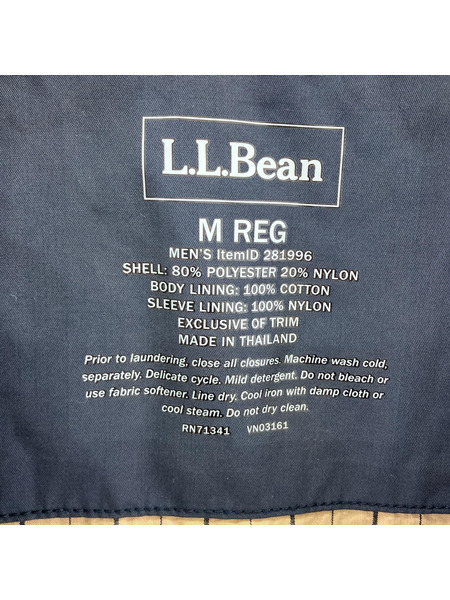 L.L.Bean
M REG
MEN'S ItemID 281996
SHELL: 80% POLYESTER 20% NYLON
BODY LINING: 100% COTTON
SLEEVE LINING: 100% NYLON
EXCLUSIVE OF TRIM
MADE IN THAILAND
Prior to laundering, close all closures. Machine wash cold,
separately. Delicate cycle. Mild detergent. Do not bleach or
use fabric softener. Line dry. Cool iron with damp cloth or
cool steam. Do not dry clean.
RN71341 VN03161